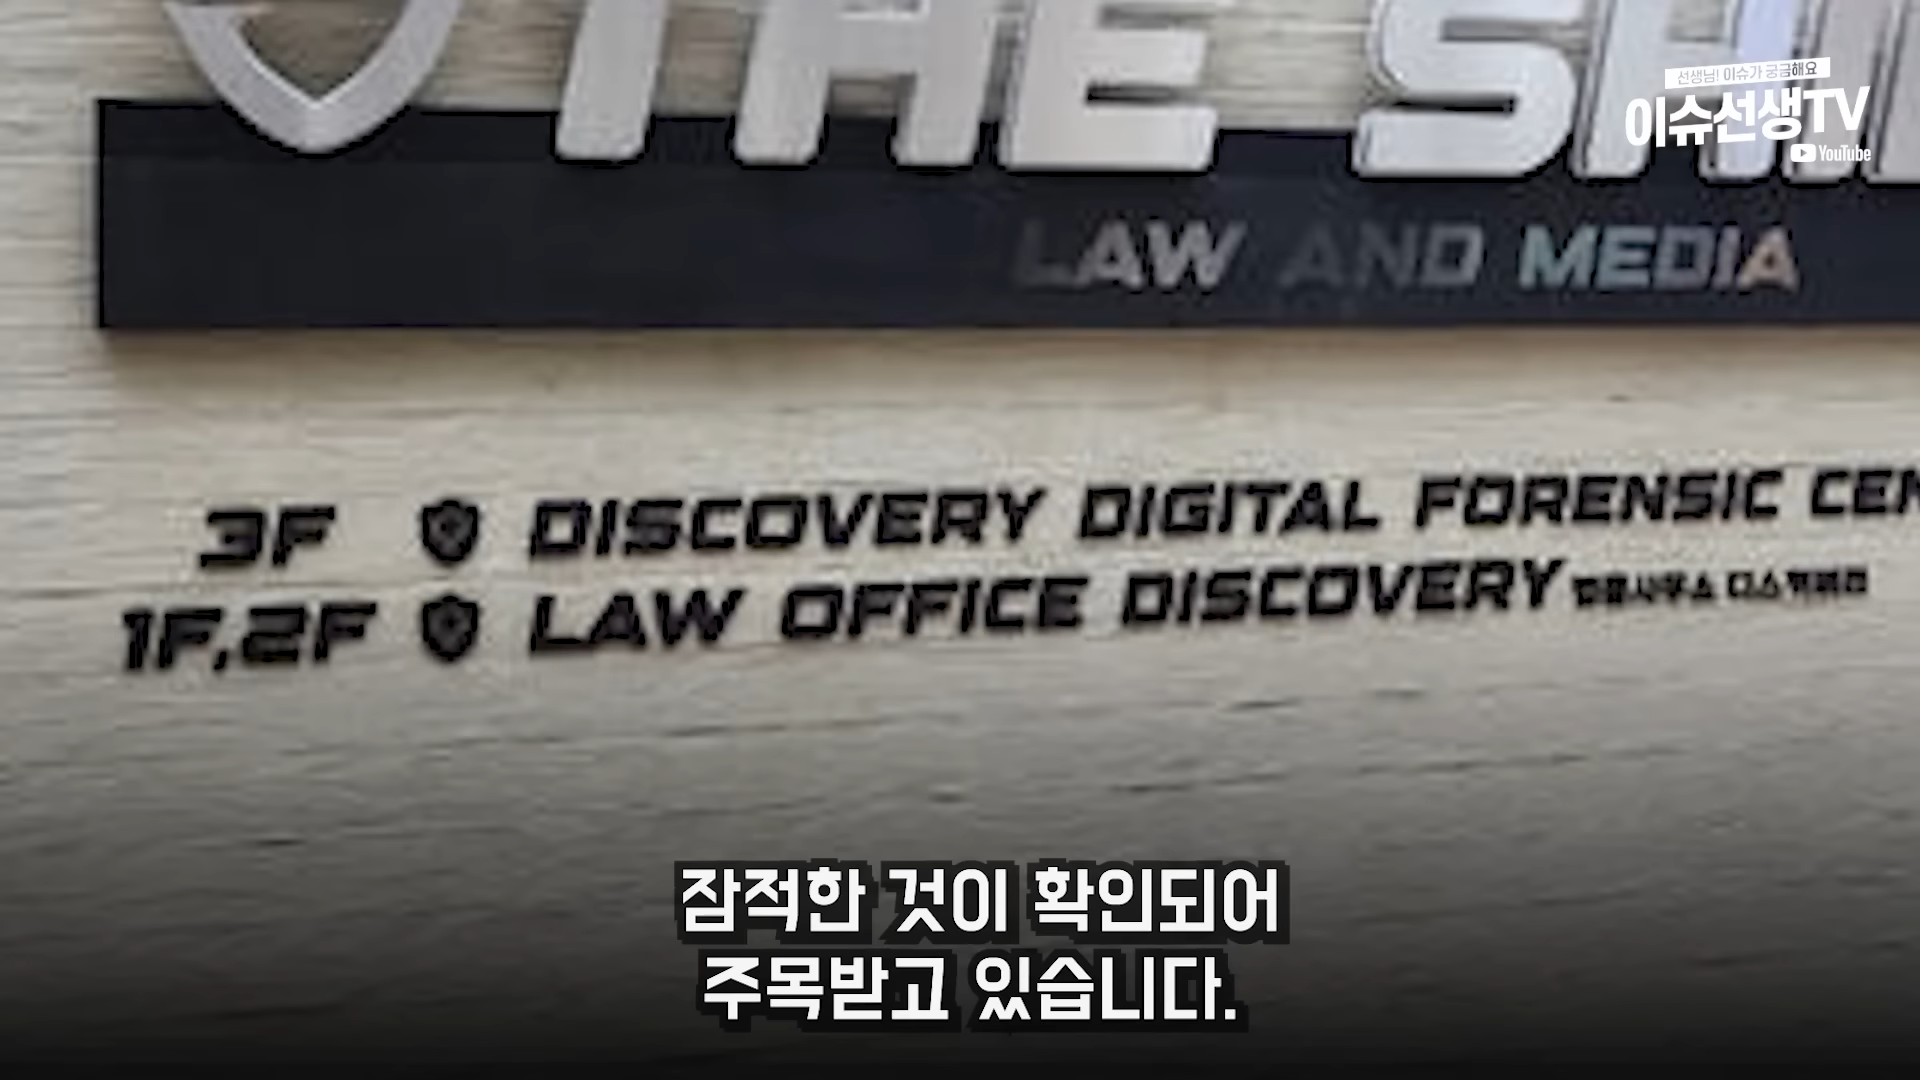 THE
선생님! 이슈가 궁금해요
이슈선생TV
YouTube
LAW AND MEDIA
3F DISCOVERY DIGITAL FORENSIC
1F,2F LAW OFFICE DISCOVERY
잠적한 것이 확인되어
주목받고 있습니다.